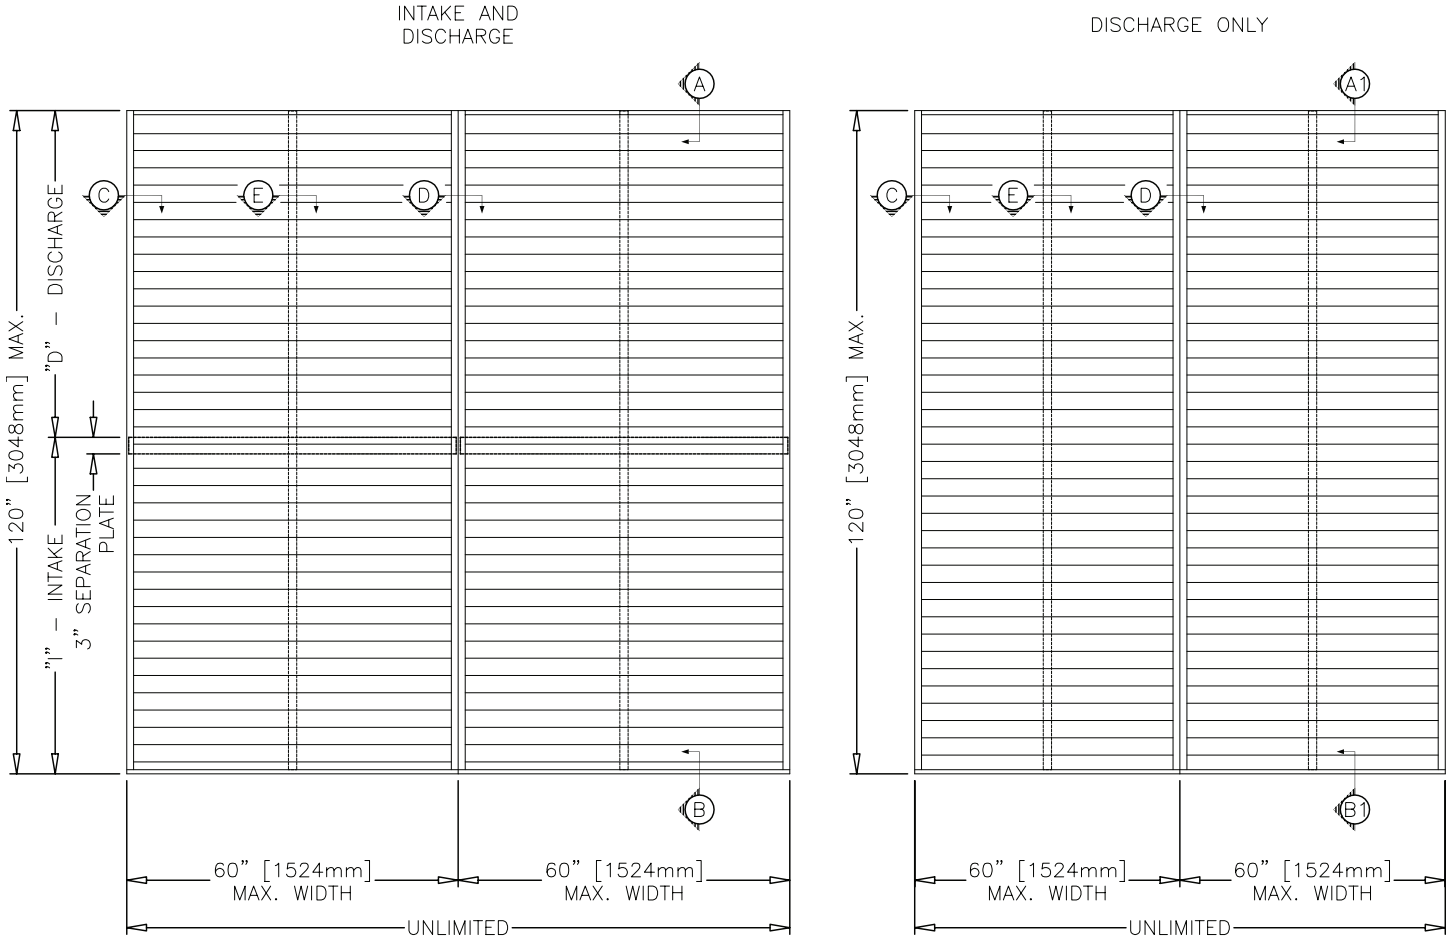 INTAKE AND
DISCHARGE
DISCHARGE ONLY
A
A1
C
E
D
C
E
D
120" [3048mm] MAX.
"D" - DISCHARGE
"I" - INTAKE
3" SEPARATION
PLATE
120" [3048mm] MAX.
B
B1
60" [1524mm]
MAX. WIDTH
60" [1524mm]
MAX. WIDTH
60" [1524mm]
MAX. WIDTH
60" [1524mm]
MAX. WIDTH
UNLIMITED
UNLIMITED